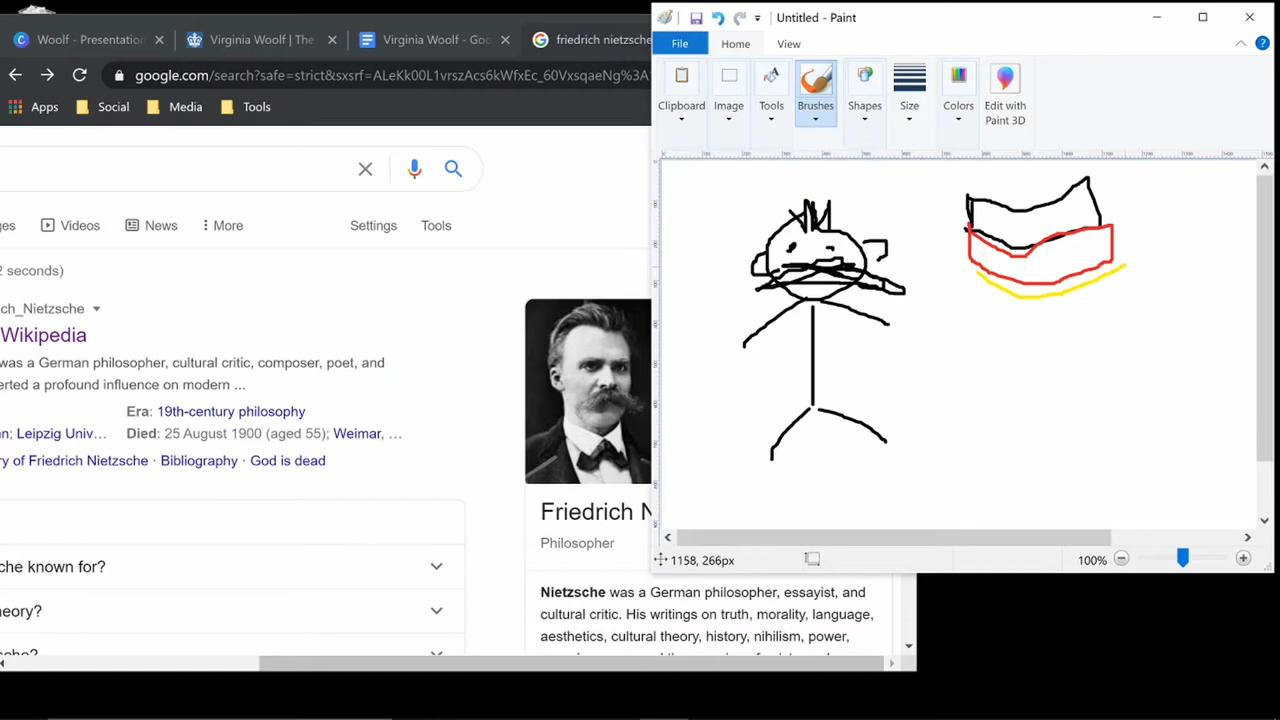 Woolf - Presentation
Virginia Woolf | The
Virginia Woolf - Goo
friedrich nietzsche
google.com/search?safe=strict&sxsrf=ALeKk00L1vrszAcs6kWfxEc_60VxsqaeNg%3A1
Apps
Social
Media
Tools
ges
Videos
News
More
Settings
Tools
2 seconds)
ch_Nietzsche
Wikipedia
was a German philosopher, cultural critic, composer, poet, and
erted a profound influence on modern ...
Era: 19th-century philosophy
n; Leipzig Univ… Died: 25 August 1900 (aged 55); Weimar, …
ry of Friedrich Nietzsche · Bibliography · God is dead
che known for?
heory?
Friedrich N
Philosopher
Nietzsche was a German philosopher, essayist, and
cultural critic. His writings on truth, morality, language,
aesthetics, cultural theory, history, nihilism, power,
Untitled - Paint
File
Home
View
Clipboard
Image
Tools
Brushes
Shapes
Size
Colors
Edit with
Paint 3D
1158, 266px
100%